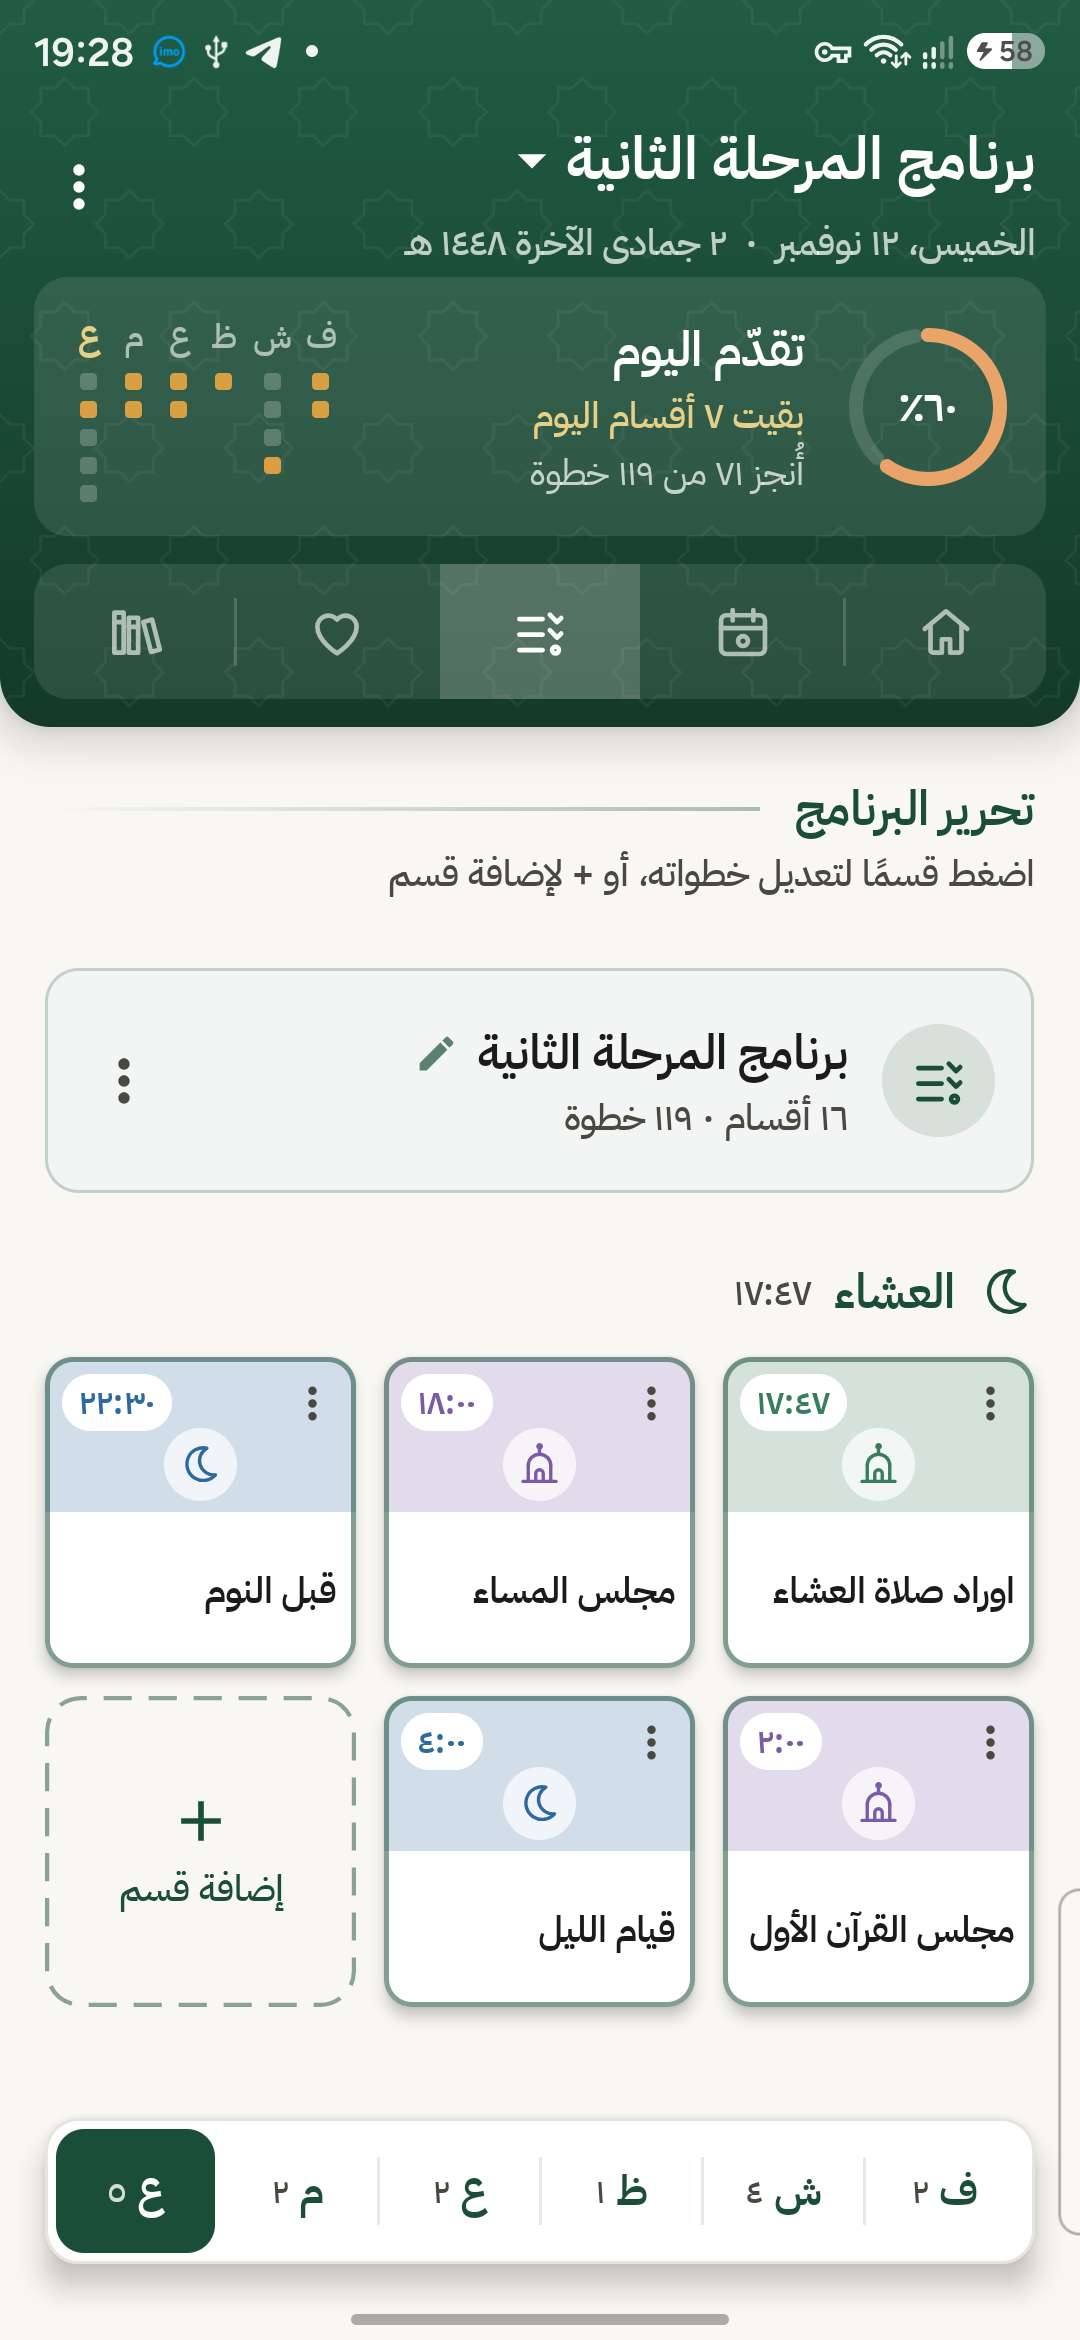 19:28
imo
58
برنامج المرحلة الثانية
الخميس، ١٢ نوفمبر • ٢ جمادى الآخرة ١٤٤٨ هـ
٪٦٠
تقدّم اليوم
بقيت ٧ أقسام اليوم
أُنجز ٧١ من ١١٩ خطوة
ف ش ظ ع م ع
تحرير البرنامج
اضغط قسمًا لتعديل خطواته، أو + لإضافة قسم
برنامج المرحلة الثانية
١٦ أقسام • ١١٩ خطوة
العشاء ١٧:٤٧
١٧:٤٧
اوراد صلاة العشاء
١٨:٠٠
مجلس المساء
٢٢:٣٠
قبل النوم
٢:٠٠
مجلس القرآن الأول
٤:٠٠
قيام الليل
+
إضافة قسم
ف ٢
ش ٤
ظ ١
ع ٢
م ٢
ع ٥